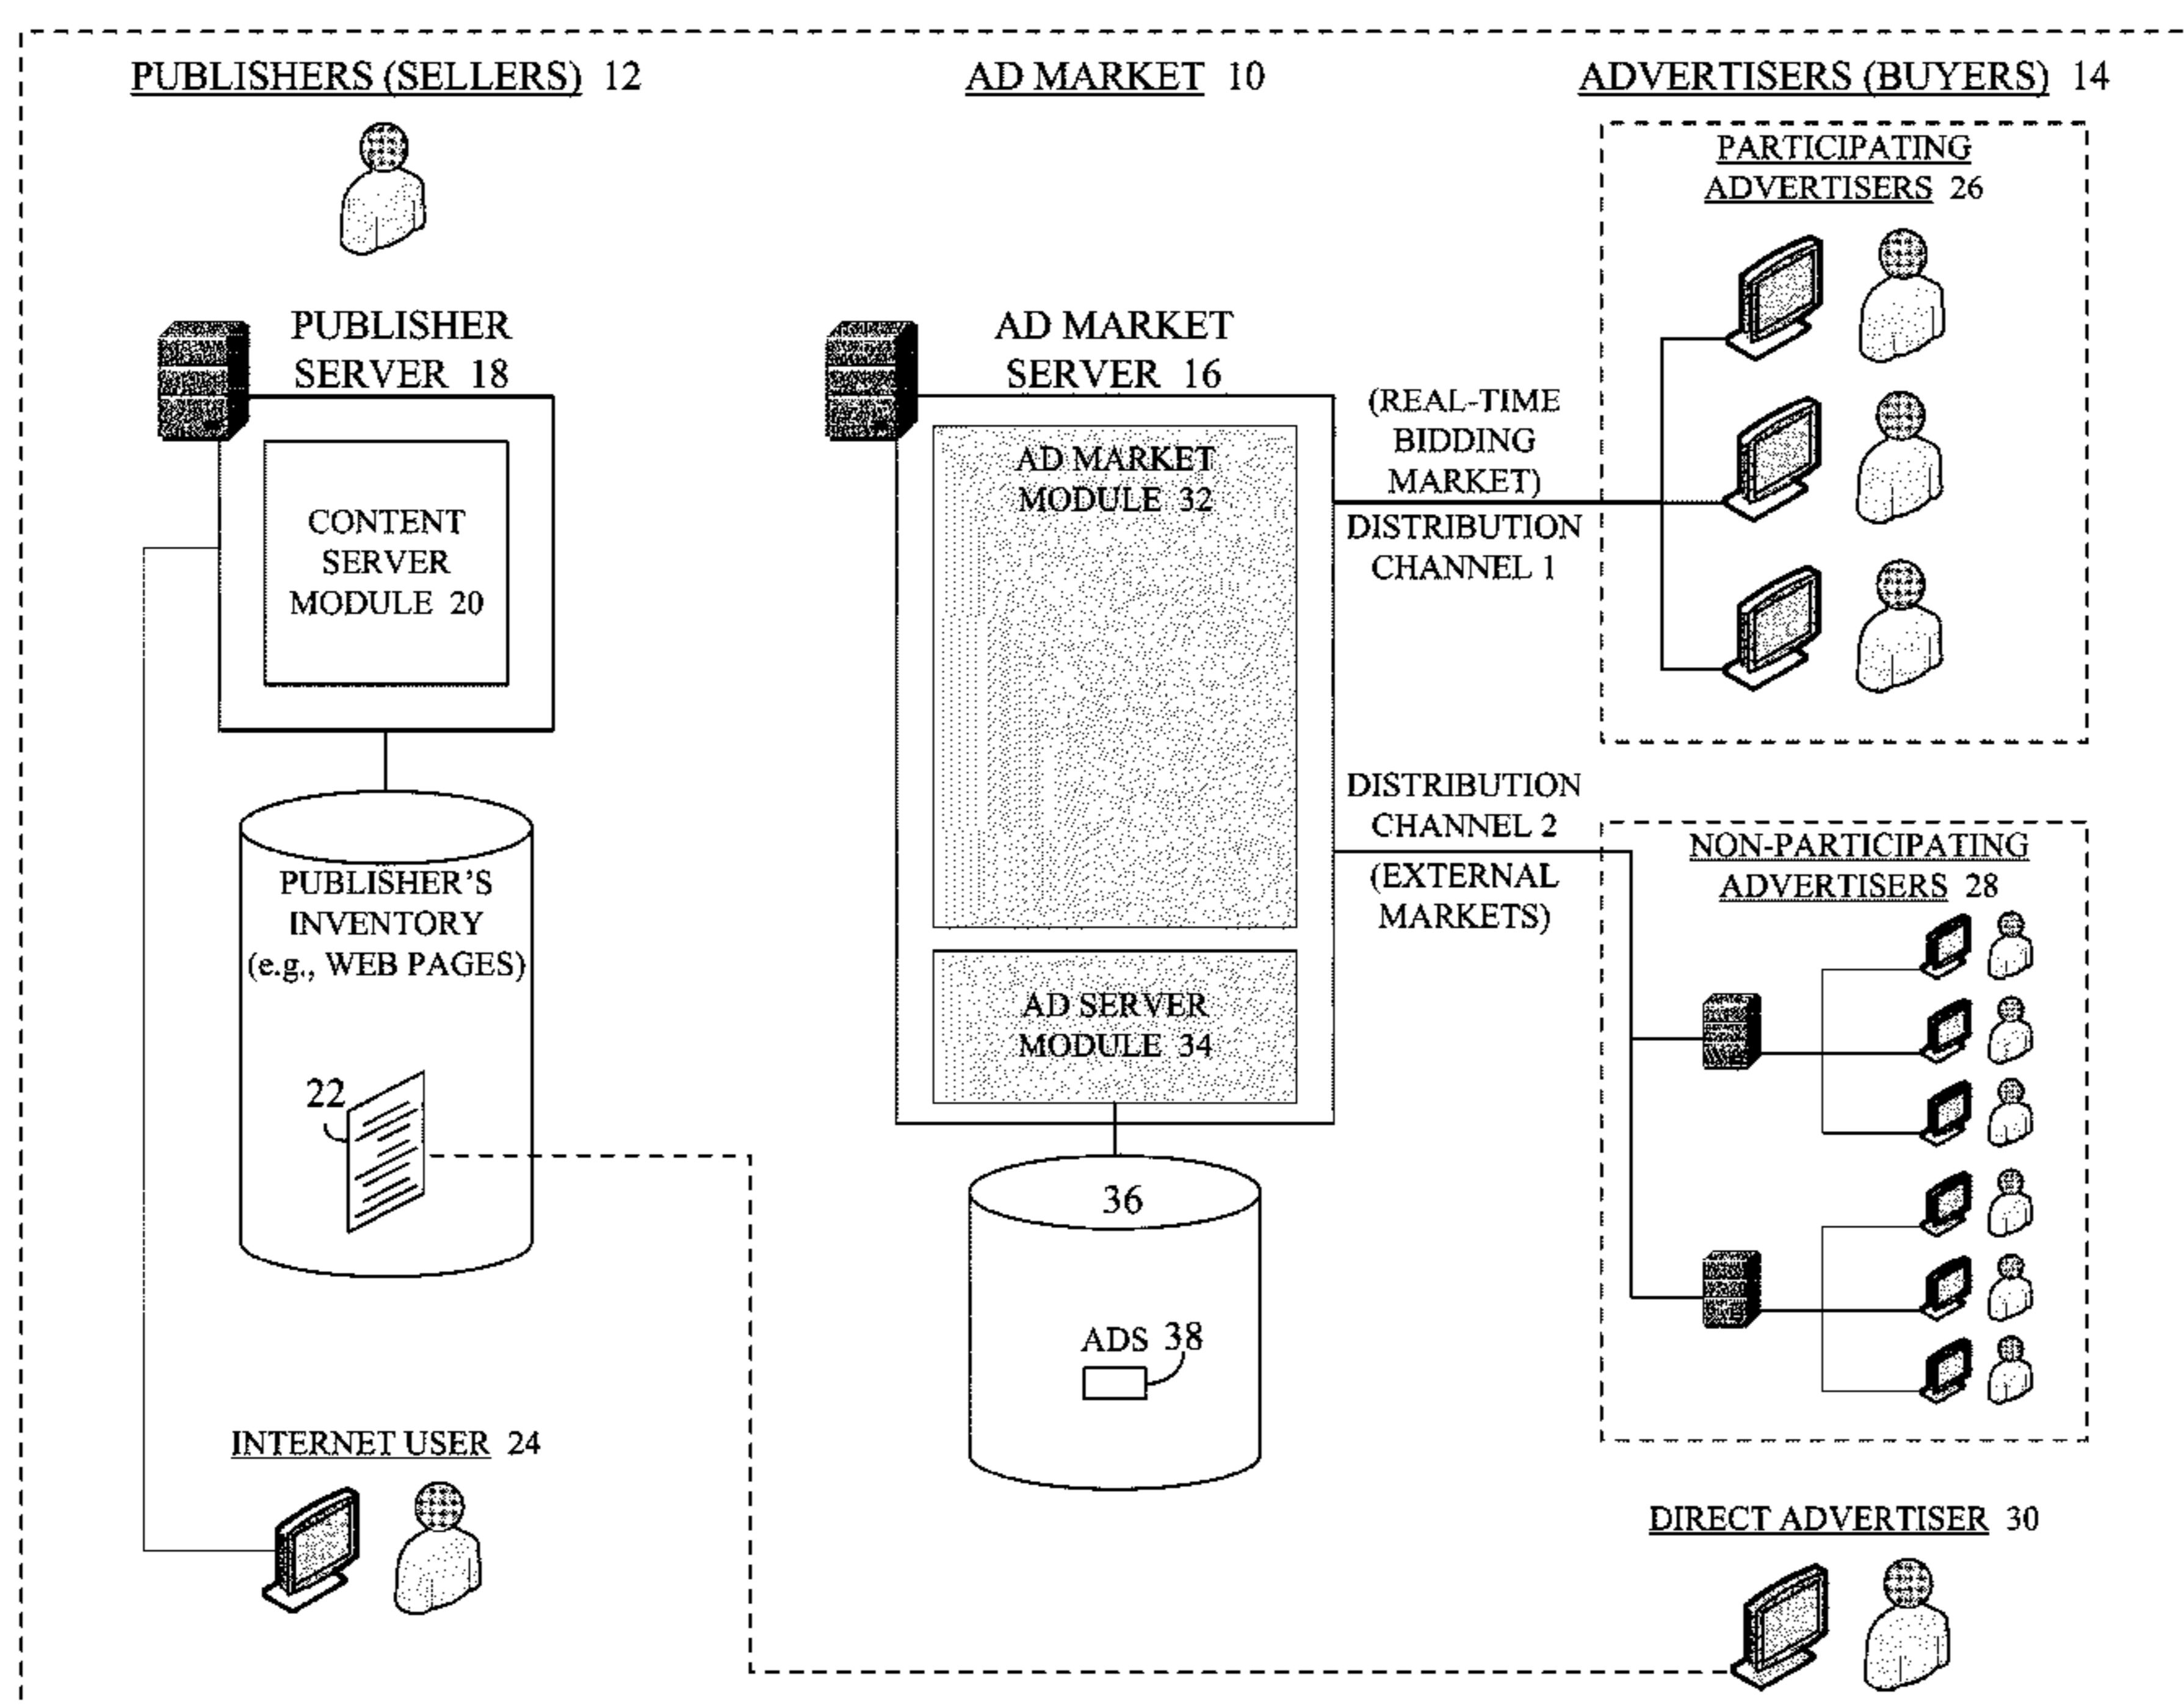 PUBLISHERS (SELLERS) 12
AD MARKET 10
ADVERTISERS (BUYERS) 14
PUBLISHER
SERVER 18
CONTENT
SERVER
MODULE 20
PUBLISHER'S
INVENTORY
(e.g., WEB PAGES)
22
INTERNET USER 24
AD MARKET
SERVER 16
AD MARKET
MODULE 32
AD SERVER
MODULE 34
36
ADS 38
(REAL-TIME
BIDDING
MARKET)
DISTRIBUTION
CHANNEL 1
DISTRIBUTION
CHANNEL 2
(EXTERNAL
MARKETS)
PARTICIPATING
ADVERTISERS 26
NON-PARTICIPATING
ADVERTISERS 28
DIRECT ADVERTISER 30